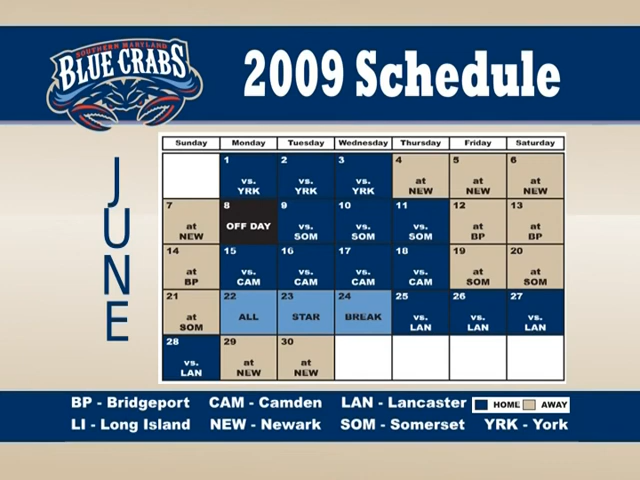 SOUTHERN MARYLAND
BLUE CRABS
2009 Schedule
JUNE
Sunday Monday Tuesday Wednesday Thursday Friday Saturday
1 2 3 4 5 6
vs. vs. vs. at at at
YRK YRK YRK NEW NEW NEW
7 8 9 10 11 12 13
at OFF DAY vs. vs. vs. at at
NEW SOM SOM SOM BP BP
14 15 16 17 18 19 20
at vs. vs. vs. vs. at at
BP CAM CAM CAM CAM SOM SOM
21 22 23 24 25 26 27
at ALL STAR BREAK vs. vs. vs.
SOM LAN LAN LAN
28 29 30
vs. at at
LAN NEW NEW
BP - Bridgeport CAM - Camden LAN - Lancaster HOME AWAY
LI - Long Island NEW - Newark SOM - Somerset YRK - York